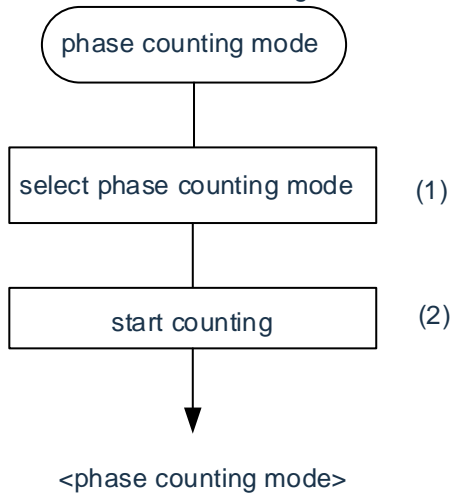 phase counting mode
select phase counting mode
(1)
start counting
(2)
<phase counting mode>